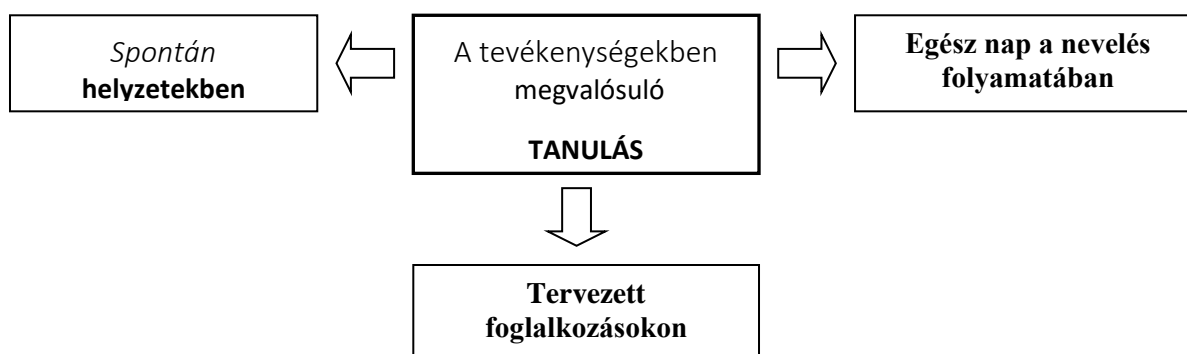 Spontán
helyzetekben
A tevékenységekben
megvalósuló
TANULÁS
Egész nap a nevelés
folyamatában
Tervezett
foglalkozásokon